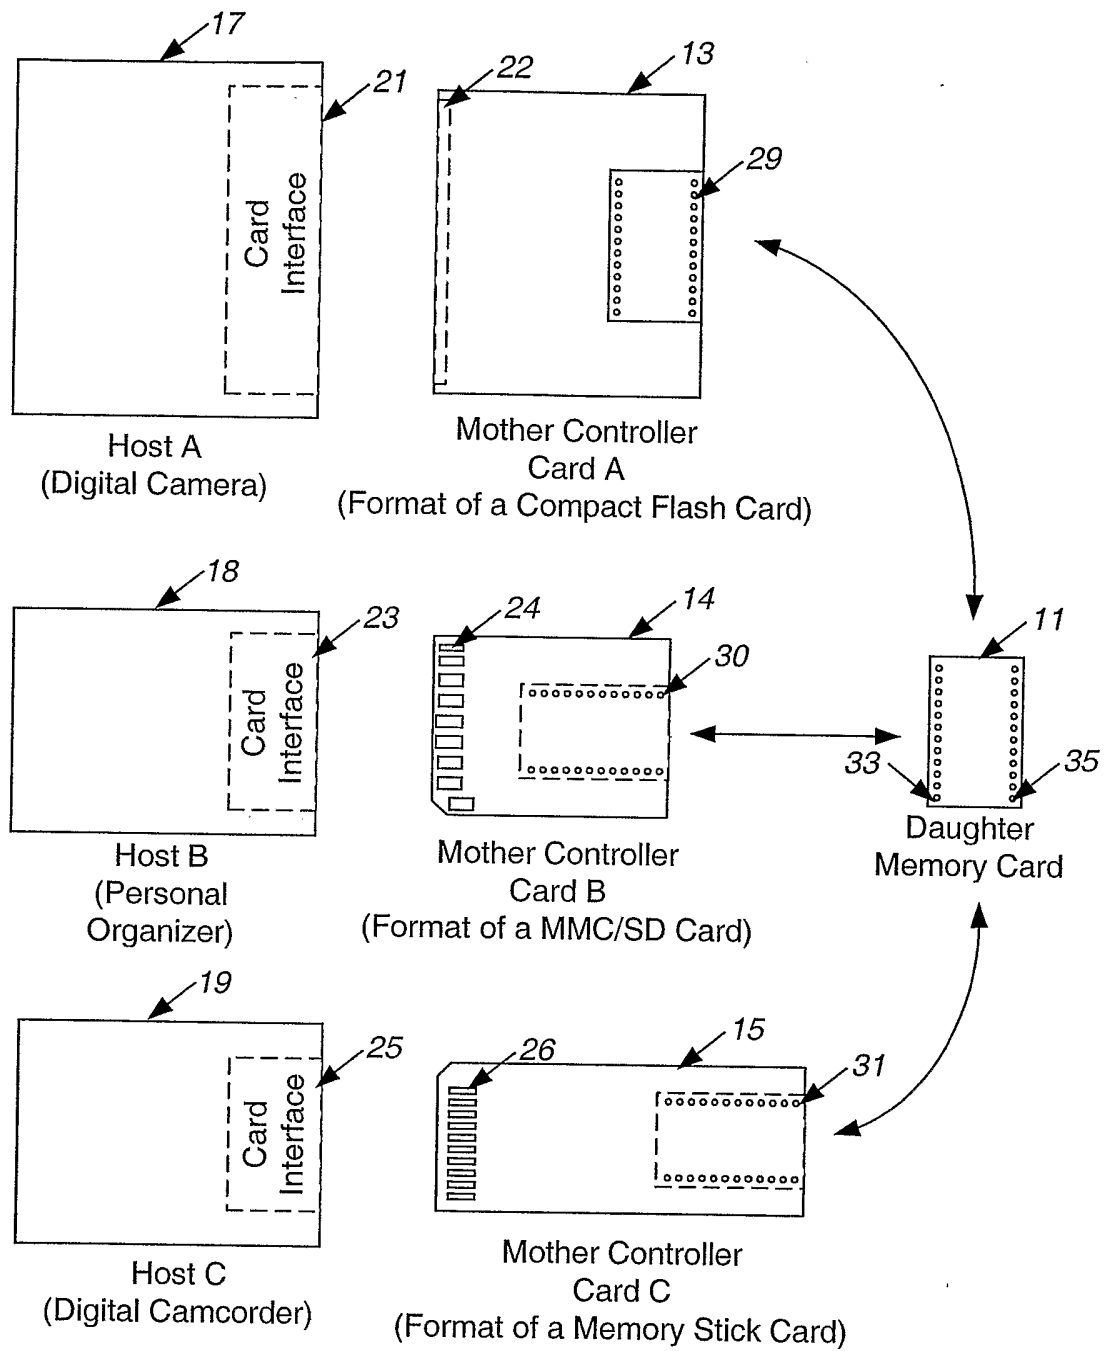 17
21
Card
Interface
Host A
(Digital Camera)
22
13
29
Mother Controller
Card A
(Format of a Compact Flash Card)
18
23
Card
Interface
Host B
(Personal
Organizer)
24
14
30
Mother Controller
Card B
(Format of a MMC/SD Card)
11
33
35
Daughter
Memory Card
19
25
Card
Interface
Host C
(Digital Camcorder)
26
15
31
Mother Controller
Card C
(Format of a Memory Stick Card)